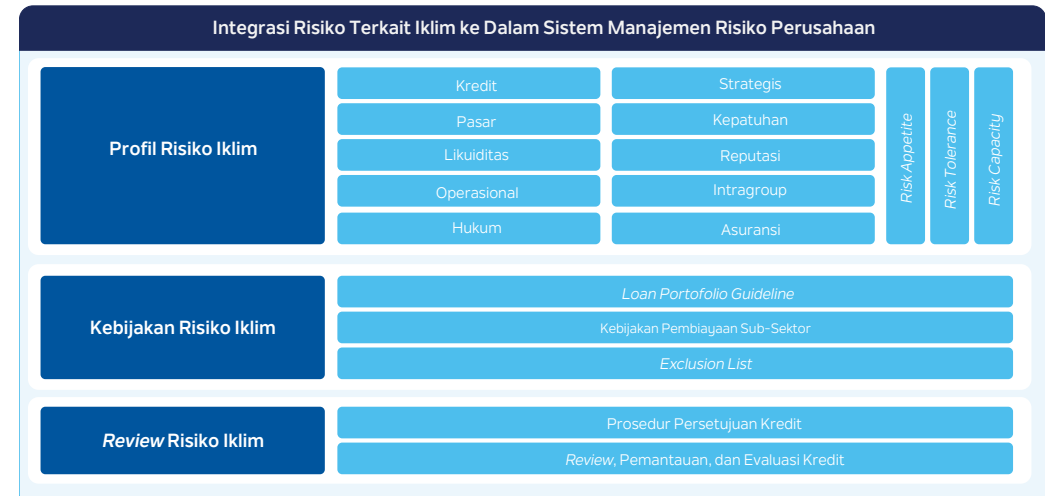 Integrasi Risiko Terkait Iklim ke Dalam Sistem Manajemen Risiko Perusahaan
Profil Risiko Iklim
Kredit
Pasar
Likuiditas
Operasional
Hukum
Strategis
Kepatuhan
Reputasi
Intragroup
Asuransi
Risk Appetite
Risk Tolerance
Risk Capacity
Kebijakan Risiko Iklim
Loan Portofolio Guideline
Kebijakan Pembiayaan Sub-Sektor
Exclusion List
Review Risiko Iklim
Prosedur Persetujuan Kredit
Review, Pemantauan, dan Evaluasi Kredit